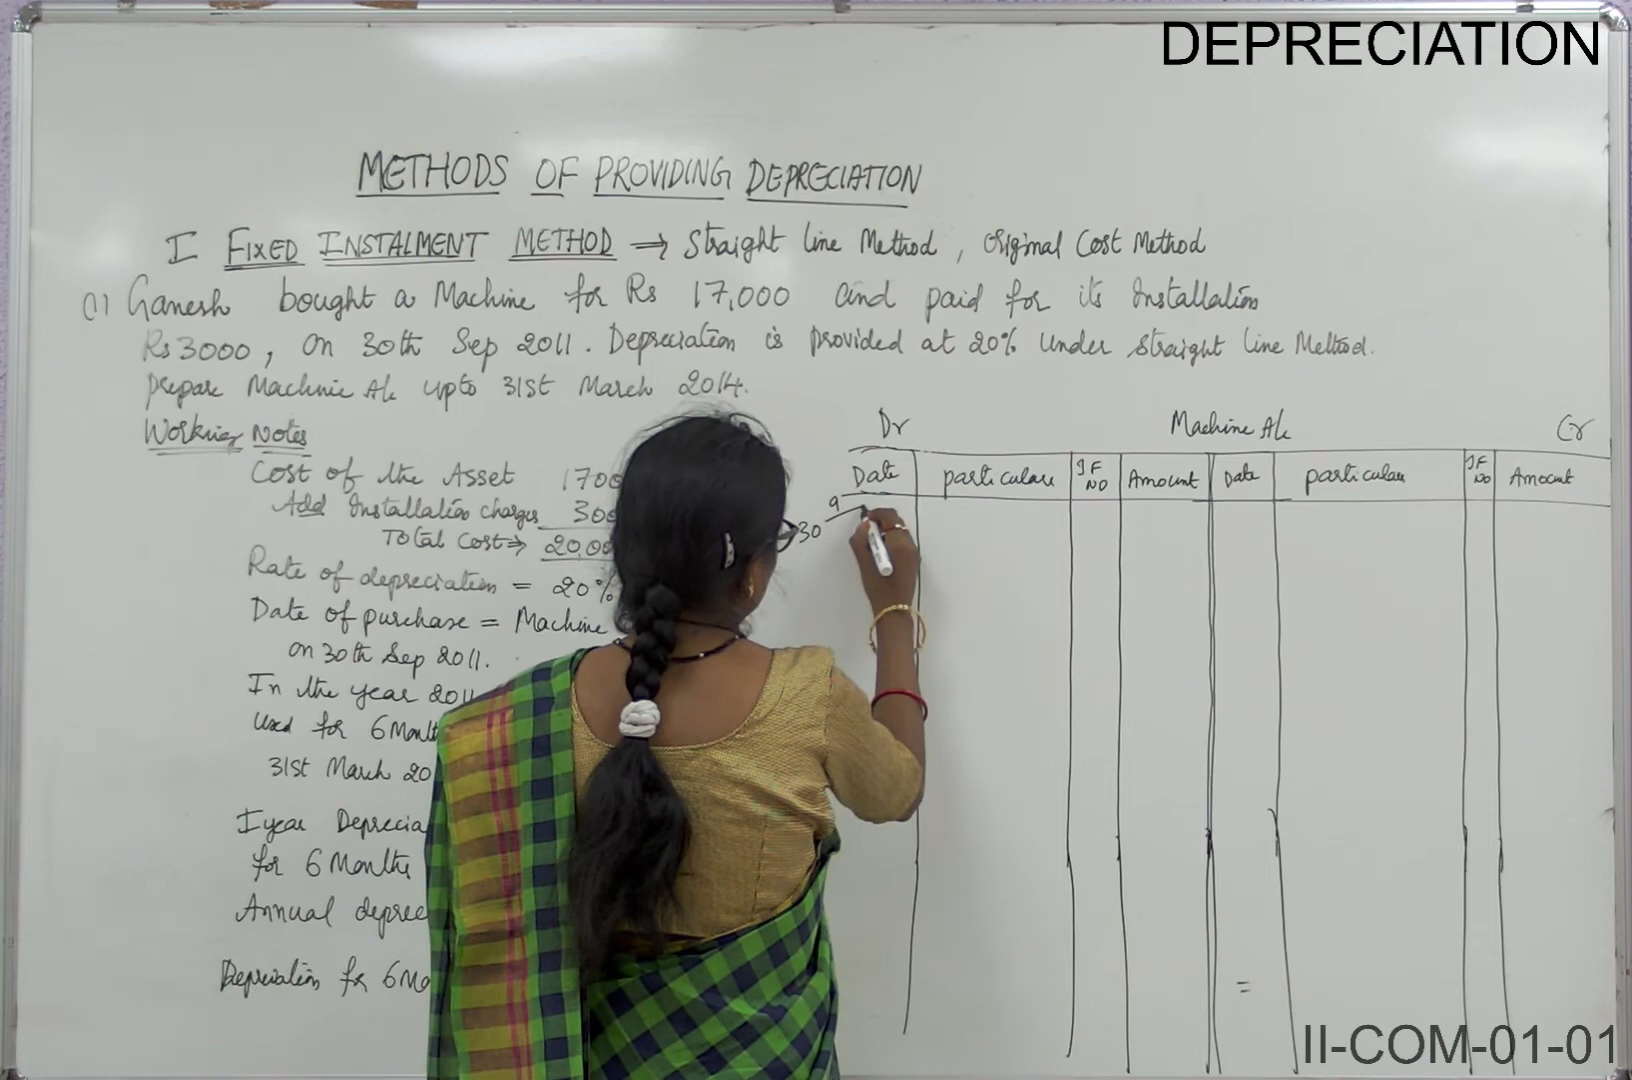 DEPRECIATION
METHODS OF PROVIDING DEPRECIATION
I FIXED INSTALMENT METHOD ⇒ Straight line Method, Original Cost Method
(1) Ganesh bought a Machine for Rs 17,000 and paid for its Installation
Rs 3000, on 30th Sep 2011. Depreciation is provided at 20% under straight line Method.
prepare Machine A/c upto 31st March 2014.
Working Notes
Cost of the Asset 1700
Add Installation charges 300
Total Cost ⇒ 20,00
Rate of depreciation = 20%
Date of purchase = Machine
on 30th Sep 2011.
In the year 2011
used for 6 Month
31st March 20
I year Deprecia
for 6 Months
Annual deprec
Depreciation for 6 Mo
Dr Machine A/c Cr
Date particulars JF NO Amount Date particulars JF NO Amount
30 9
=
II-COM-01-01